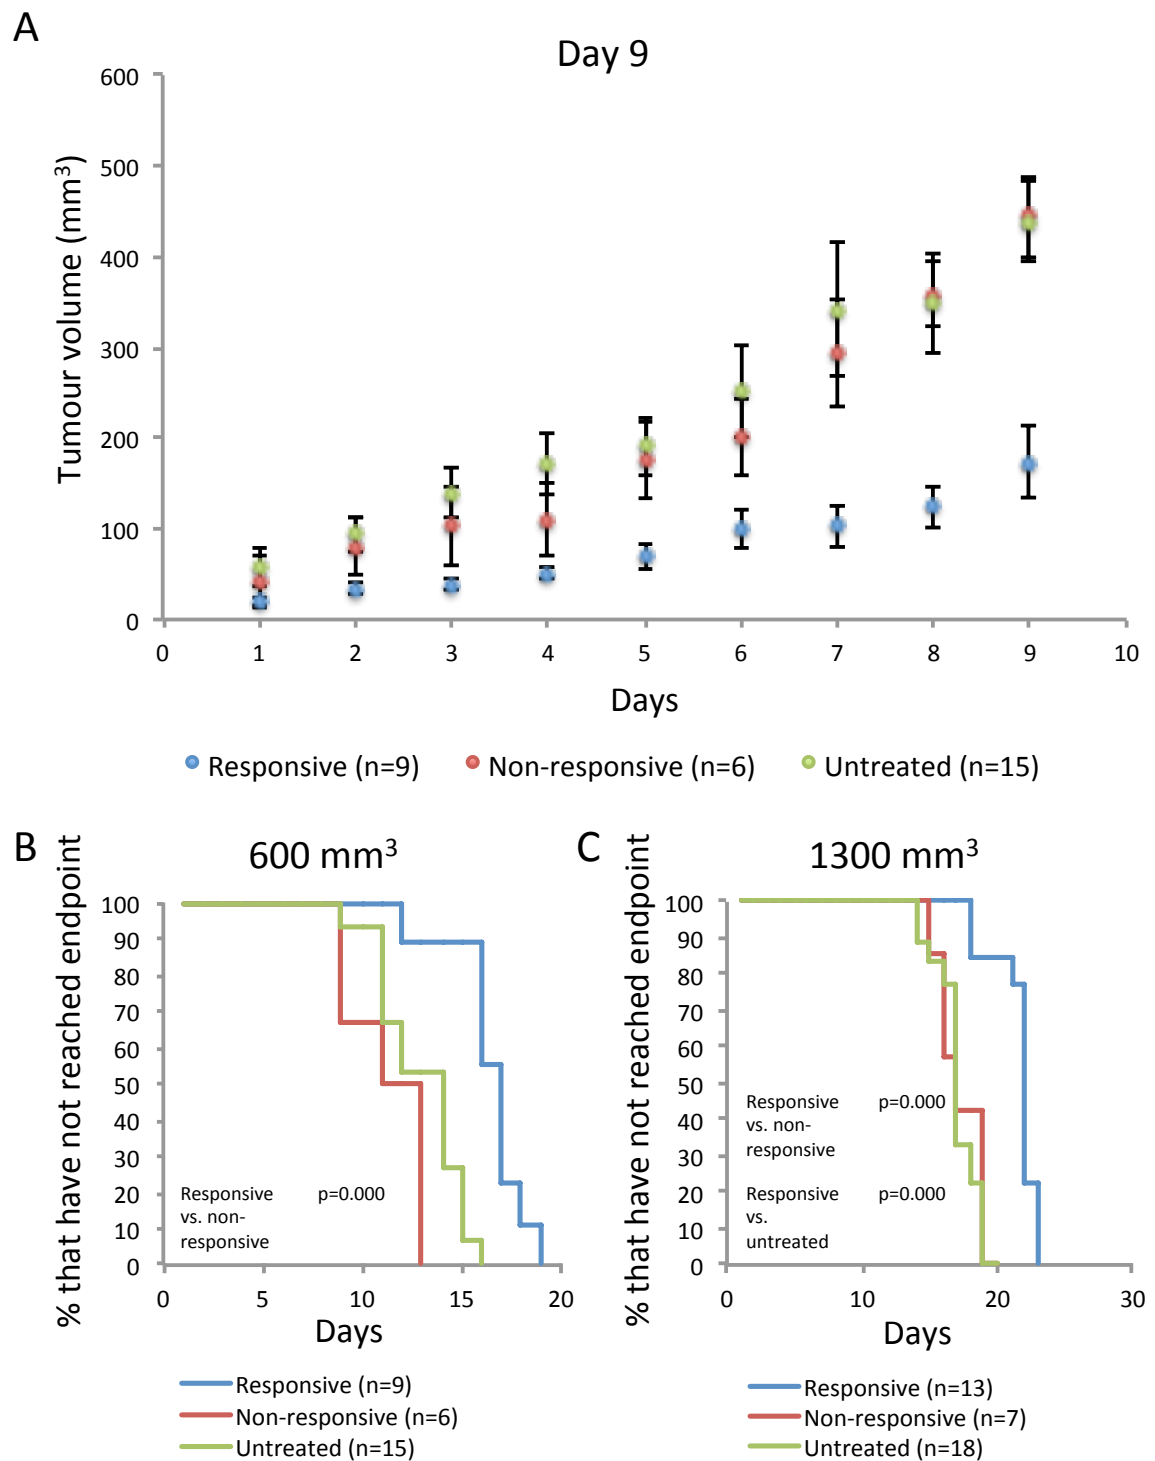 A
Day 9
Tumour volume (mm³)
600
500
400
300
200
100
0
0 1 2 3 4 5 6 7 8 9 10
Days
Responsive (n=9) Non-responsive (n=6) Untreated (n=15)
B
600 mm³
% that have not reached endpoint
100
90
80
70
60
50
40
30
20
10
0
Responsive p=0.000
vs. non-
responsive
0 5 10 15 20
Days
Responsive (n=9)
Non-responsive (n=6)
Untreated (n=15)
C
1300 mm³
% that have not reached endpoint
100
90
80
70
60
50
40
30
20
10
0
Responsive p=0.000
vs. non-
responsive
Responsive p=0.000
vs.
untreated
0 10 20 30
Days
Responsive (n=13)
Non-responsive (n=7)
Untreated (n=18)